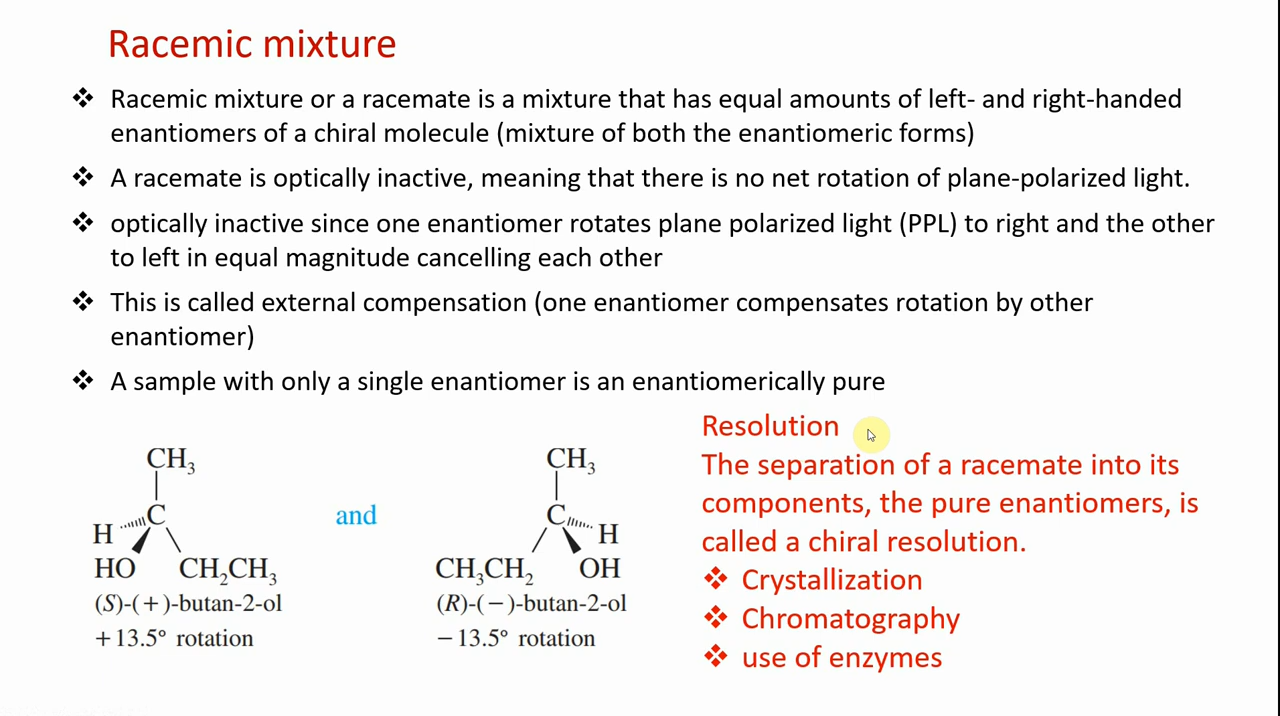 Racemic mixture
❖ Racemic mixture or a racemate is a mixture that has equal amounts of left- and right-handed
enantiomers of a chiral molecule (mixture of both the enantiomeric forms)
❖ A racemate is optically inactive, meaning that there is no net rotation of plane-polarized light.
❖ optically inactive since one enantiomer rotates plane polarized light (PPL) to right and the other
to left in equal magnitude cancelling each other
❖ This is called external compensation (one enantiomer compensates rotation by other
enantiomer)
❖ A sample with only a single enantiomer is an enantiomerically pure
CH₃
C
H
HO CH₂CH₃
(S)-(+)-butan-2-ol
+13.5° rotation
and
CH₃
C
H
CH₃CH₂ OH
(R)-(−)-butan-2-ol
−13.5° rotation
Resolution
The separation of a racemate into its
components, the pure enantiomers, is
called a chiral resolution.
❖ Crystallization
❖ Chromatography
❖ use of enzymes